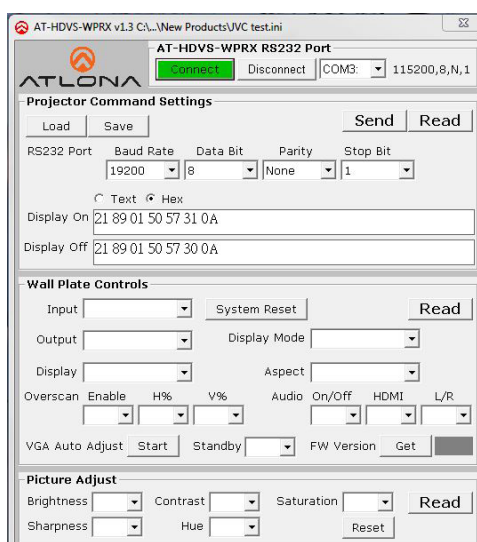 AT-HDVS-WPRX v1.3 C:\...\New Products\JVC test.ini
ATLONA
AT-HDVS-WPRX RS232 Port
Connect Disconnect COM3: 115200,8,N,1
Projector Command Settings
Load Save Send Read
RS232 Port Baud Rate Data Bit Parity Stop Bit
19200 8 None 1
Text Hex
Display On 21 89 01 50 57 31 0A
Display Off 21 89 01 50 57 30 0A
Wall Plate Controls
Input System Reset Read
Output Display Mode
Display Aspect
Overscan Enable H% V% Audio On/Off HDMI L/R
VGA Auto Adjust Start Standby FW Version Get
Picture Adjust
Brightness Contrast Saturation Read
Sharpness Hue Reset